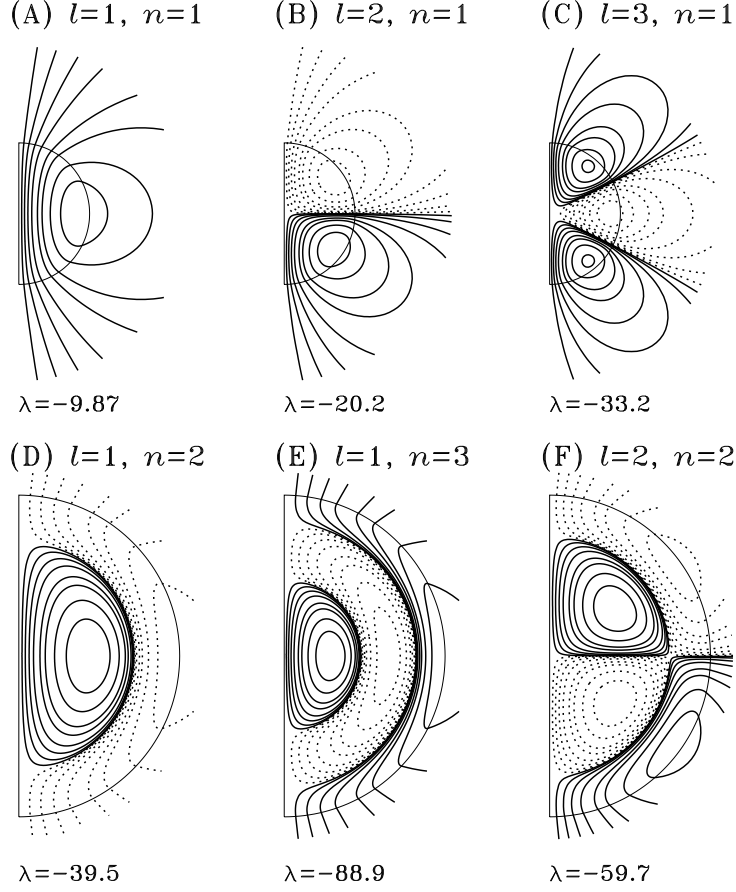 (A) l=1, n=1 (B) l=2, n=1 (C) l=3, n=1
λ=−9.87 λ=−20.2 λ=−33.2
(D) l=1, n=2 (E) l=1, n=3 (F) l=2, n=2
λ=−39.5 λ=−88.9 λ=−59.7